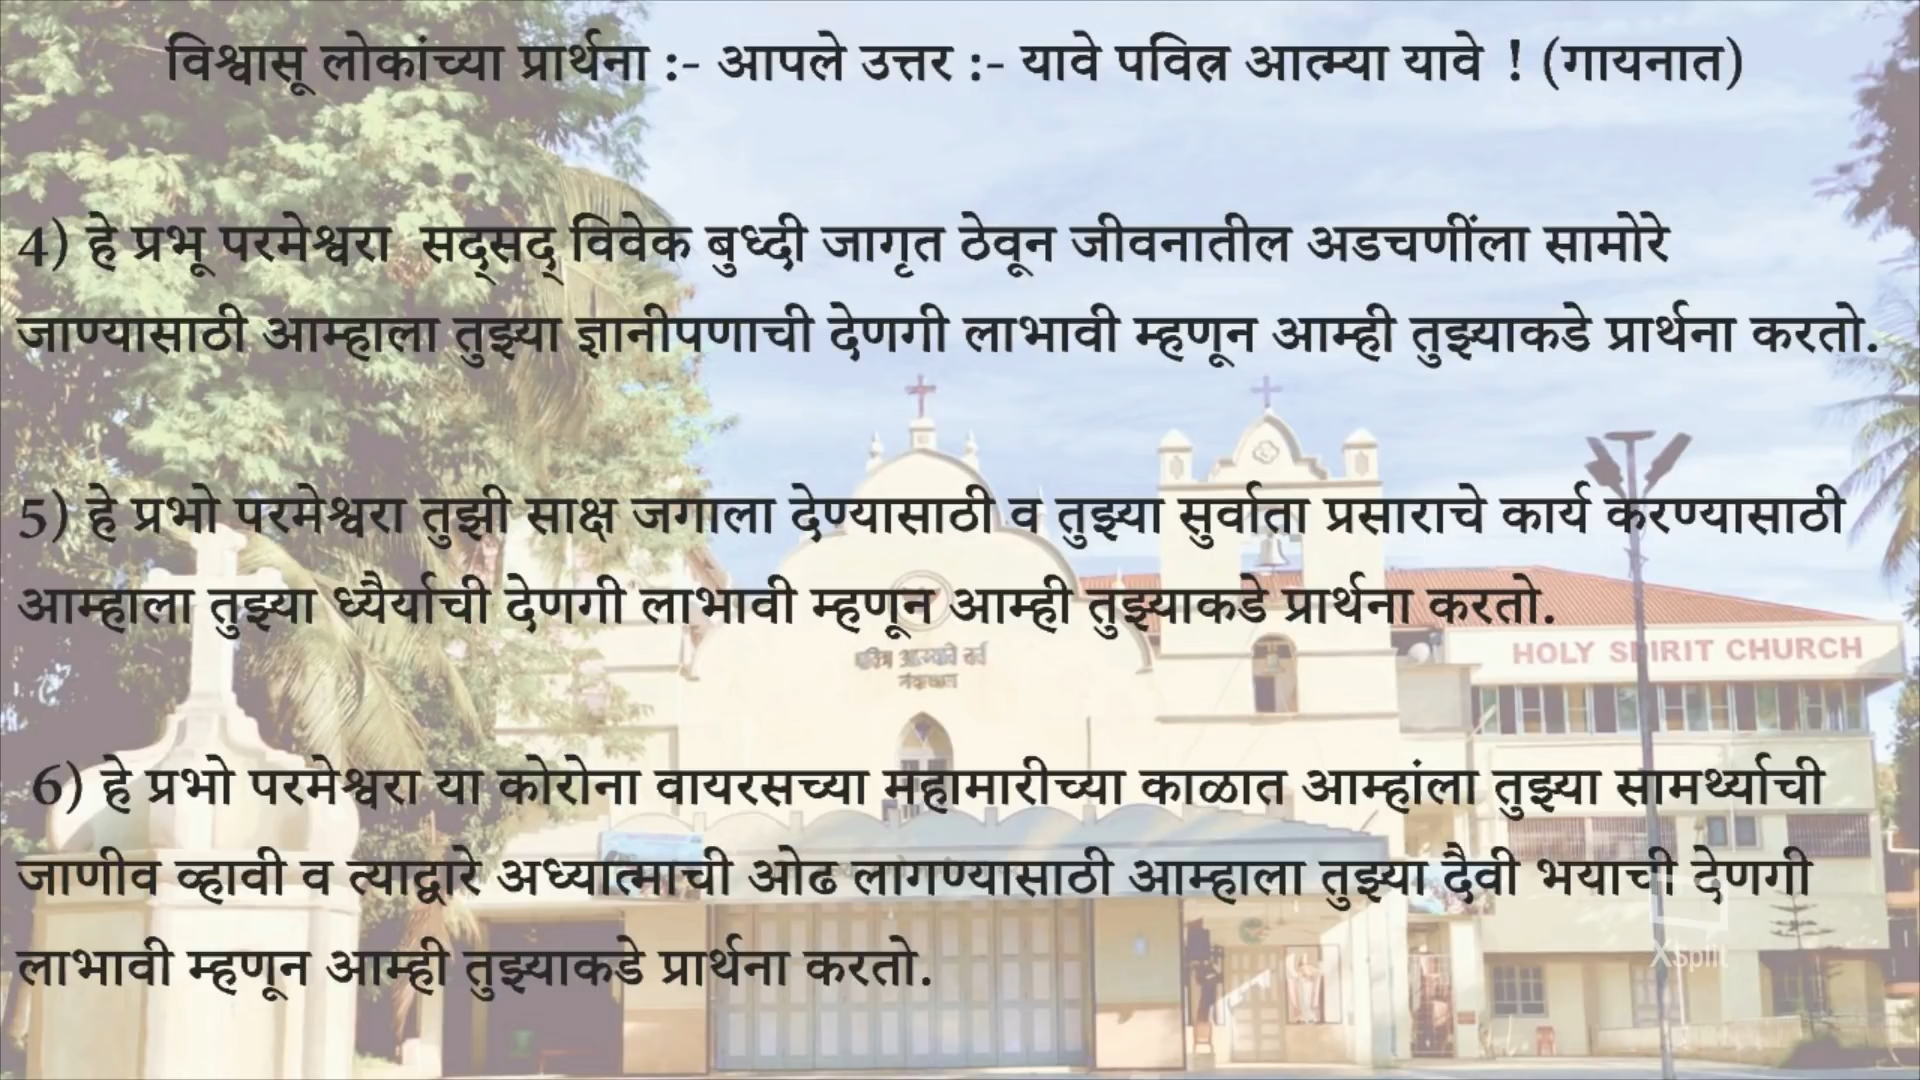 विश्वासू लोकांच्या प्रार्थना :- आपले उत्तर :- यावे पवित्र आत्म्या यावे ! (गायनात)
4) हे प्रभू परमेश्वरा सद्सद् विवेक बुध्दी जागृत ठेवून जीवनातील अडचणींला सामोरे
जाण्यासाठी आम्हाला तुझ्या ज्ञानीपणाची देणगी लाभावी म्हणून आम्ही तुझ्याकडे प्रार्थना करतो.
5) हे प्रभो परमेश्वरा तुझी साक्ष जगाला देण्यासाठी व तुझ्या सुर्वाता प्रसाराचे कार्य करण्यासाठी
आम्हाला तुझ्या ध्यैर्याची देणगी लाभावी म्हणून आम्ही तुझ्याकडे प्रार्थना करतो.
HOLY SPIRIT CHURCH
6) हे प्रभो परमेश्वरा या कोरोना वायरसच्या महामारीच्या काळात आम्हांला तुझ्या सामर्थ्याची
जाणीव व्हावी व त्याद्वारे अध्यात्माची ओढ लागण्यासाठी आम्हाला तुझ्या दैवी भयाची देणगी
लाभावी म्हणून आम्ही तुझ्याकडे प्रार्थना करतो.
XSplit